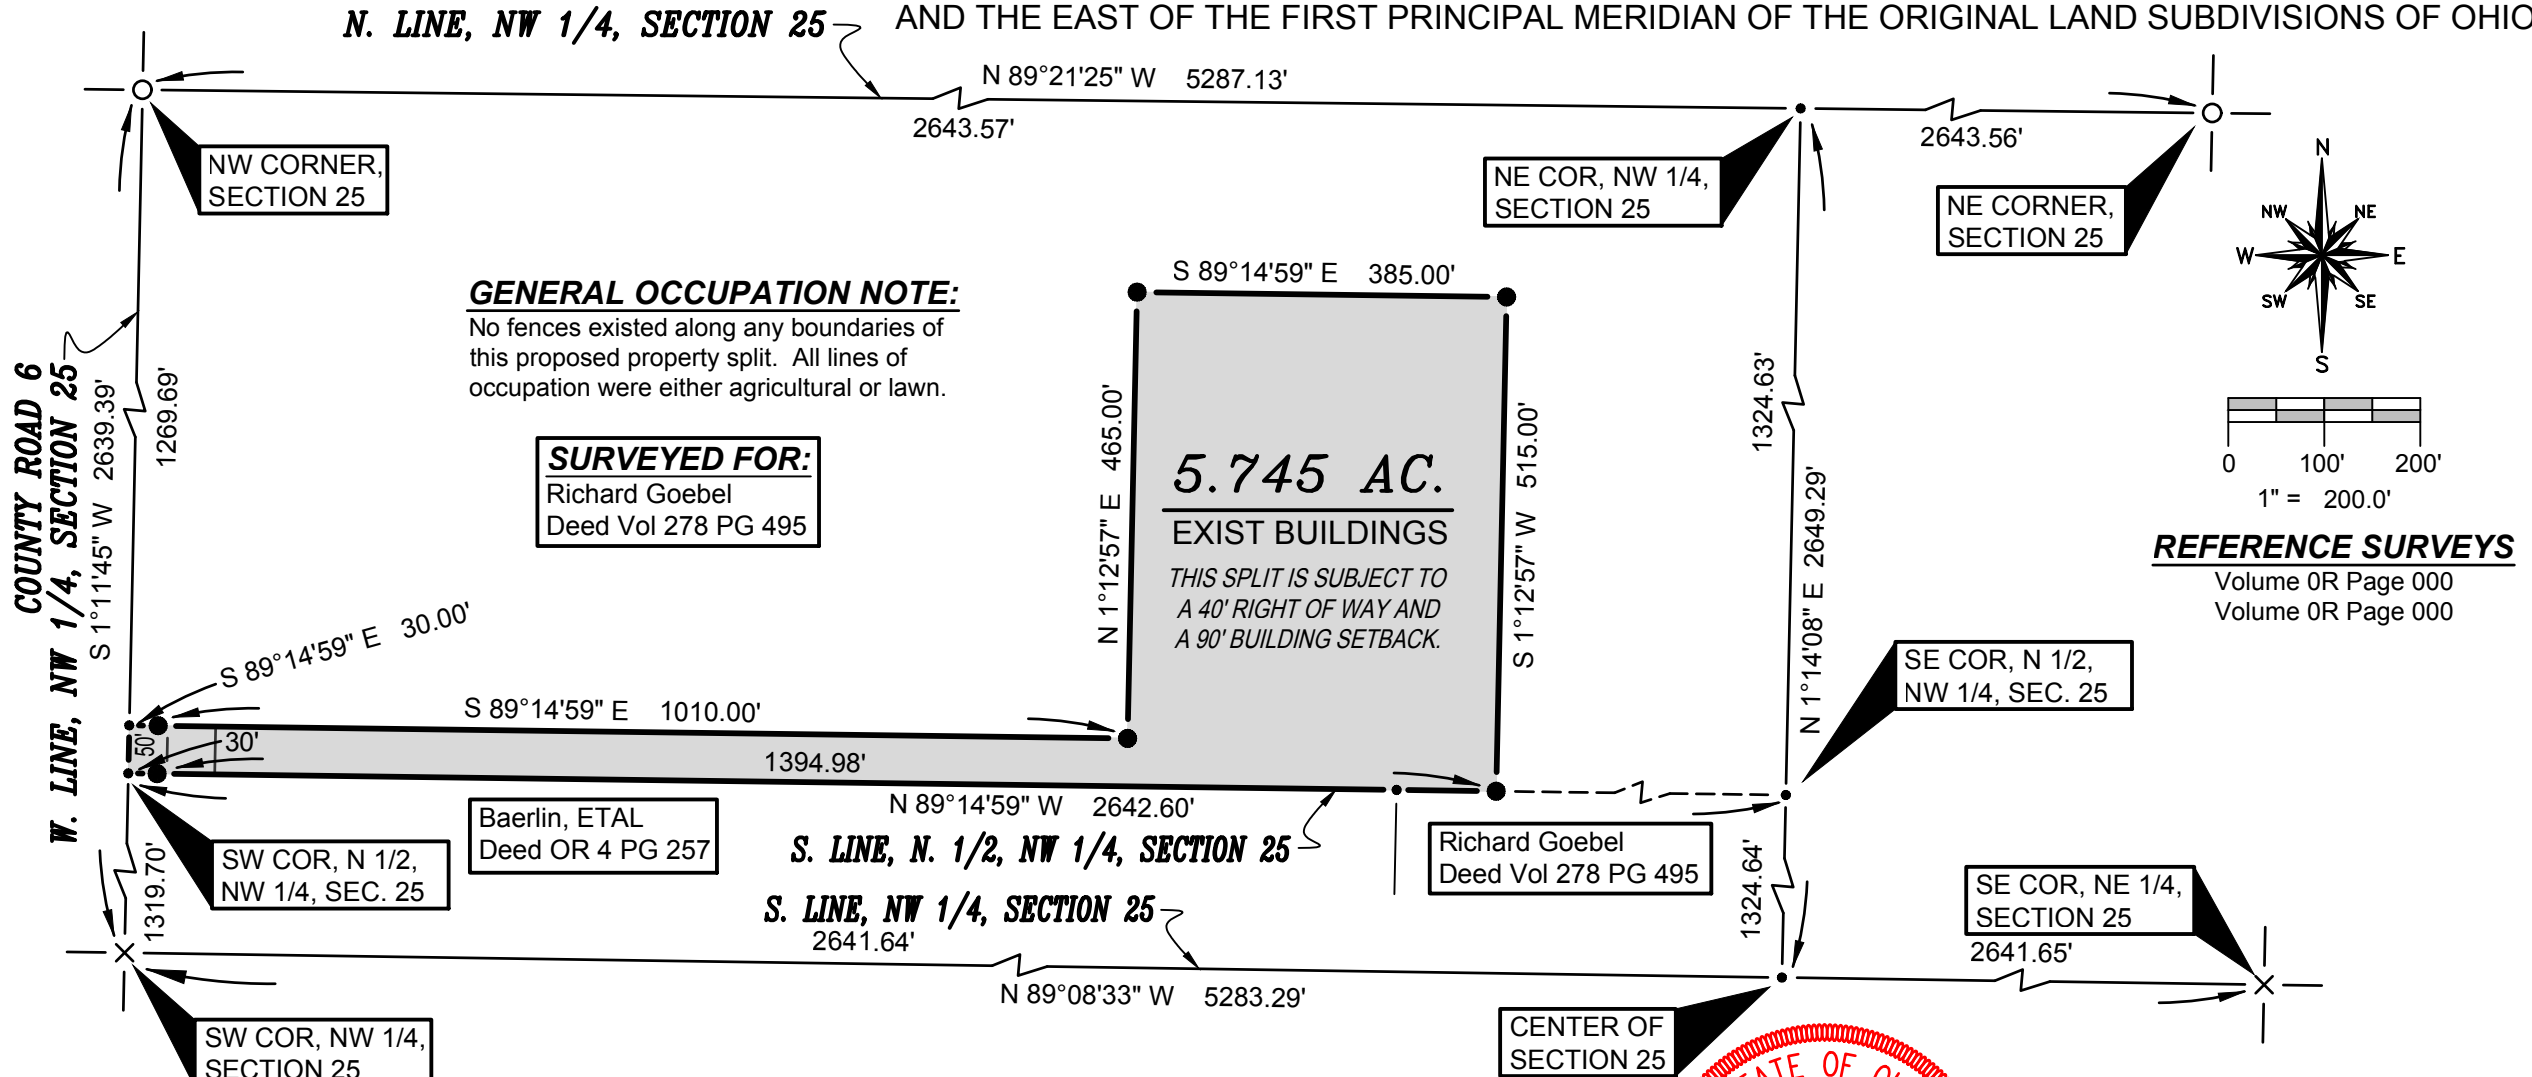 AND THE EAST OF THE FIRST PRINCIPAL MERIDIAN OF THE ORIGINAL LAND SUBDIVISIONS OF OHIO
N. LINE, NW 1/4, SECTION 25
N 89°21'25" W 5287.13'
2643.57'
2643.56'
NW CORNER,
SECTION 25
NE COR, NW 1/4,
SECTION 25
NE CORNER,
SECTION 25
N
NW
NE
W
E
SW
SE
S
0 100' 200'
1" = 200.0'
REFERENCE SURVEYS
Volume 0R Page 000
Volume 0R Page 000
GENERAL OCCUPATION NOTE:
No fences existed along any boundaries of
this proposed property split. All lines of
occupation were either agricultural or lawn.
SURVEYED FOR:
Richard Goebel
Deed Vol 278 PG 495
S 89°14'59" E 385.00'
N 1°12'57" E 465.00'
5.745 AC.
EXIST BUILDINGS
THIS SPLIT IS SUBJECT TO
A 40' RIGHT OF WAY AND
A 90' BUILDING SETBACK.
S 1°12'57" W 515.00'
1324.63'
N 1°14'08" E 2649.29'
COUNTY ROAD 6
W. LINE, NW 1/4, SECTION 25
S 1°11'45" W 2639.39'
1269.69'
S 89°14'59" E 30.00'
S 89°14'59" E 1010.00'
50'
30'
1394.98'
N 89°14'59" W 2642.60'
S. LINE, N. 1/2, NW 1/4, SECTION 25
SE COR, N 1/2,
NW 1/4, SEC. 25
Baerlin, ETAL
Deed OR 4 PG 257
SW COR, N 1/2,
NW 1/4, SEC. 25
Richard Goebel
Deed Vol 278 PG 495
1319.70'
1324.64'
S. LINE, NW 1/4, SECTION 25
2641.64'
N 89°08'33" W 5283.29'
SE COR, NE 1/4,
SECTION 25
2641.65'
SW COR, NW 1/4,
SECTION 25
CENTER OF
SECTION 25
OF